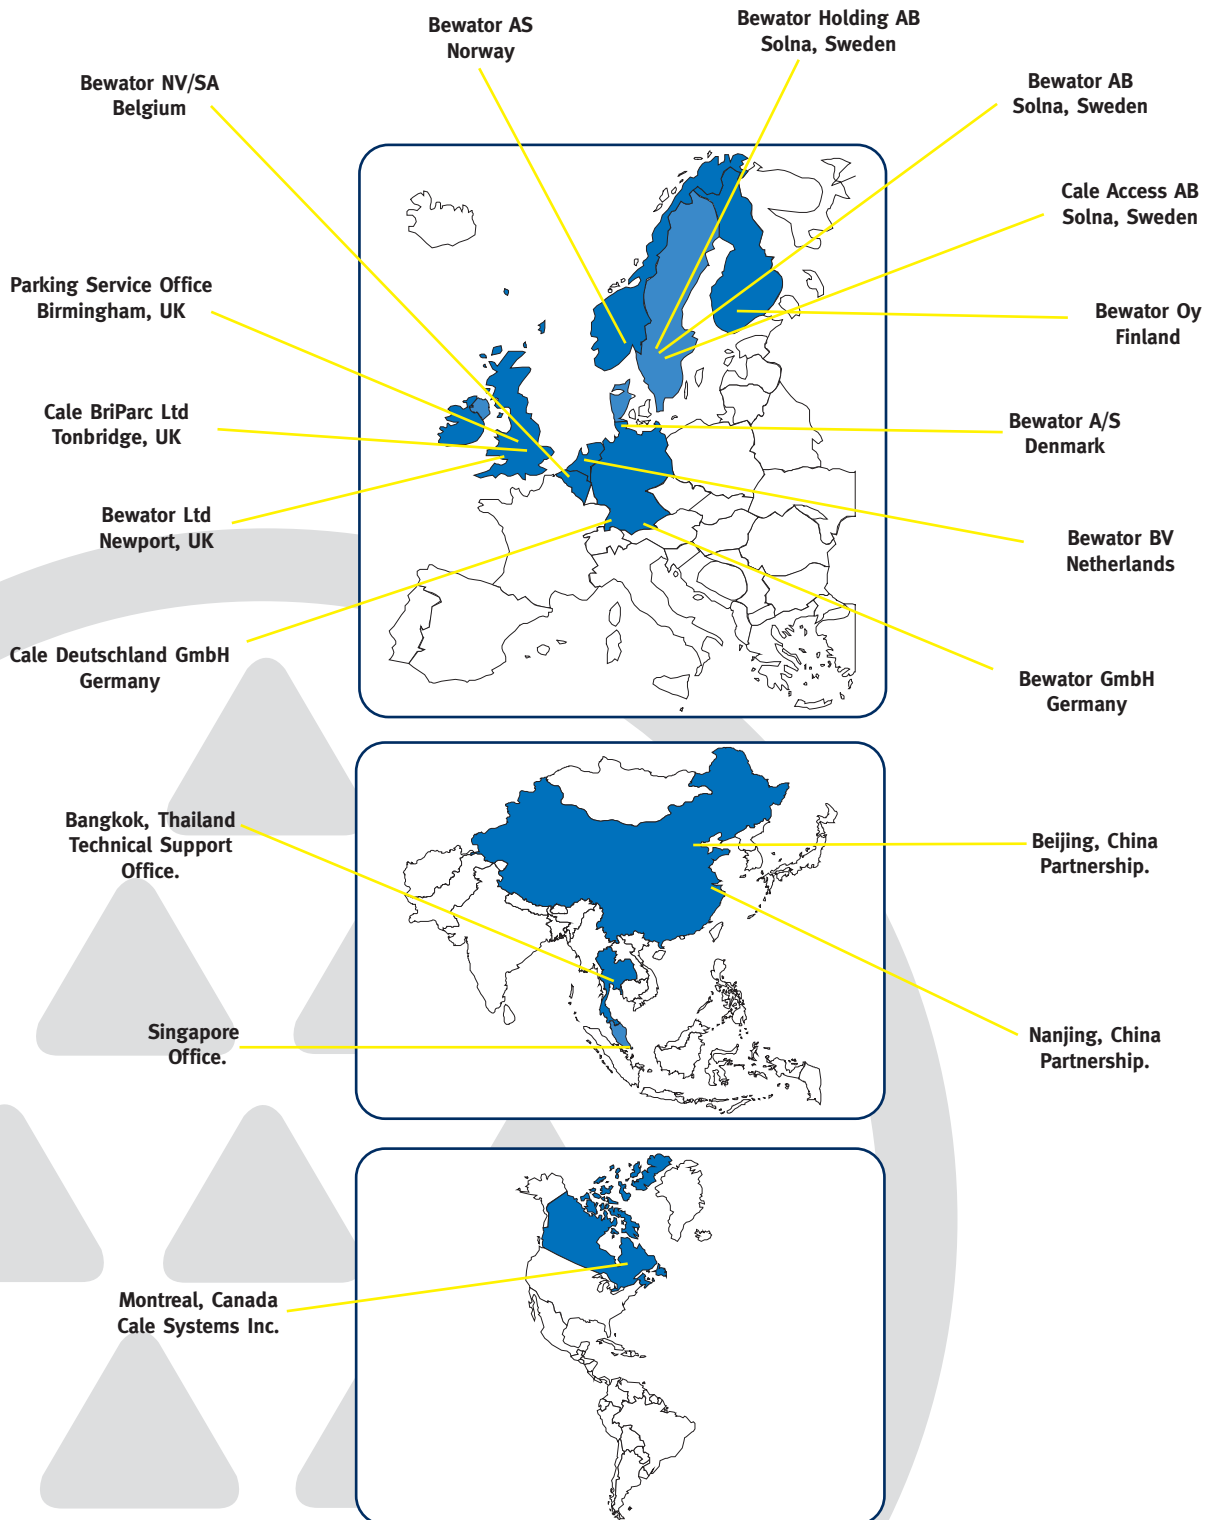 Bewator AS
Norway
Bewator Holding AB
Solna, Sweden
Bewator NV/SA
Belgium
Bewator AB
Solna, Sweden
Cale Access AB
Solna, Sweden
Parking Service Office
Birmingham, UK
Bewator Oy
Finland
Cale BriParc Ltd
Tonbridge, UK
Bewator A/S
Denmark
Bewator Ltd
Newport, UK
Bewator BV
Netherlands
Cale Deutschland GmbH
Germany
Bewator GmbH
Germany
Bangkok, Thailand
Technical Support
Office.
Beijing, China
Partnership.
Singapore
Office.
Nanjing, China
Partnership.
Montreal, Canada
Cale Systems Inc.